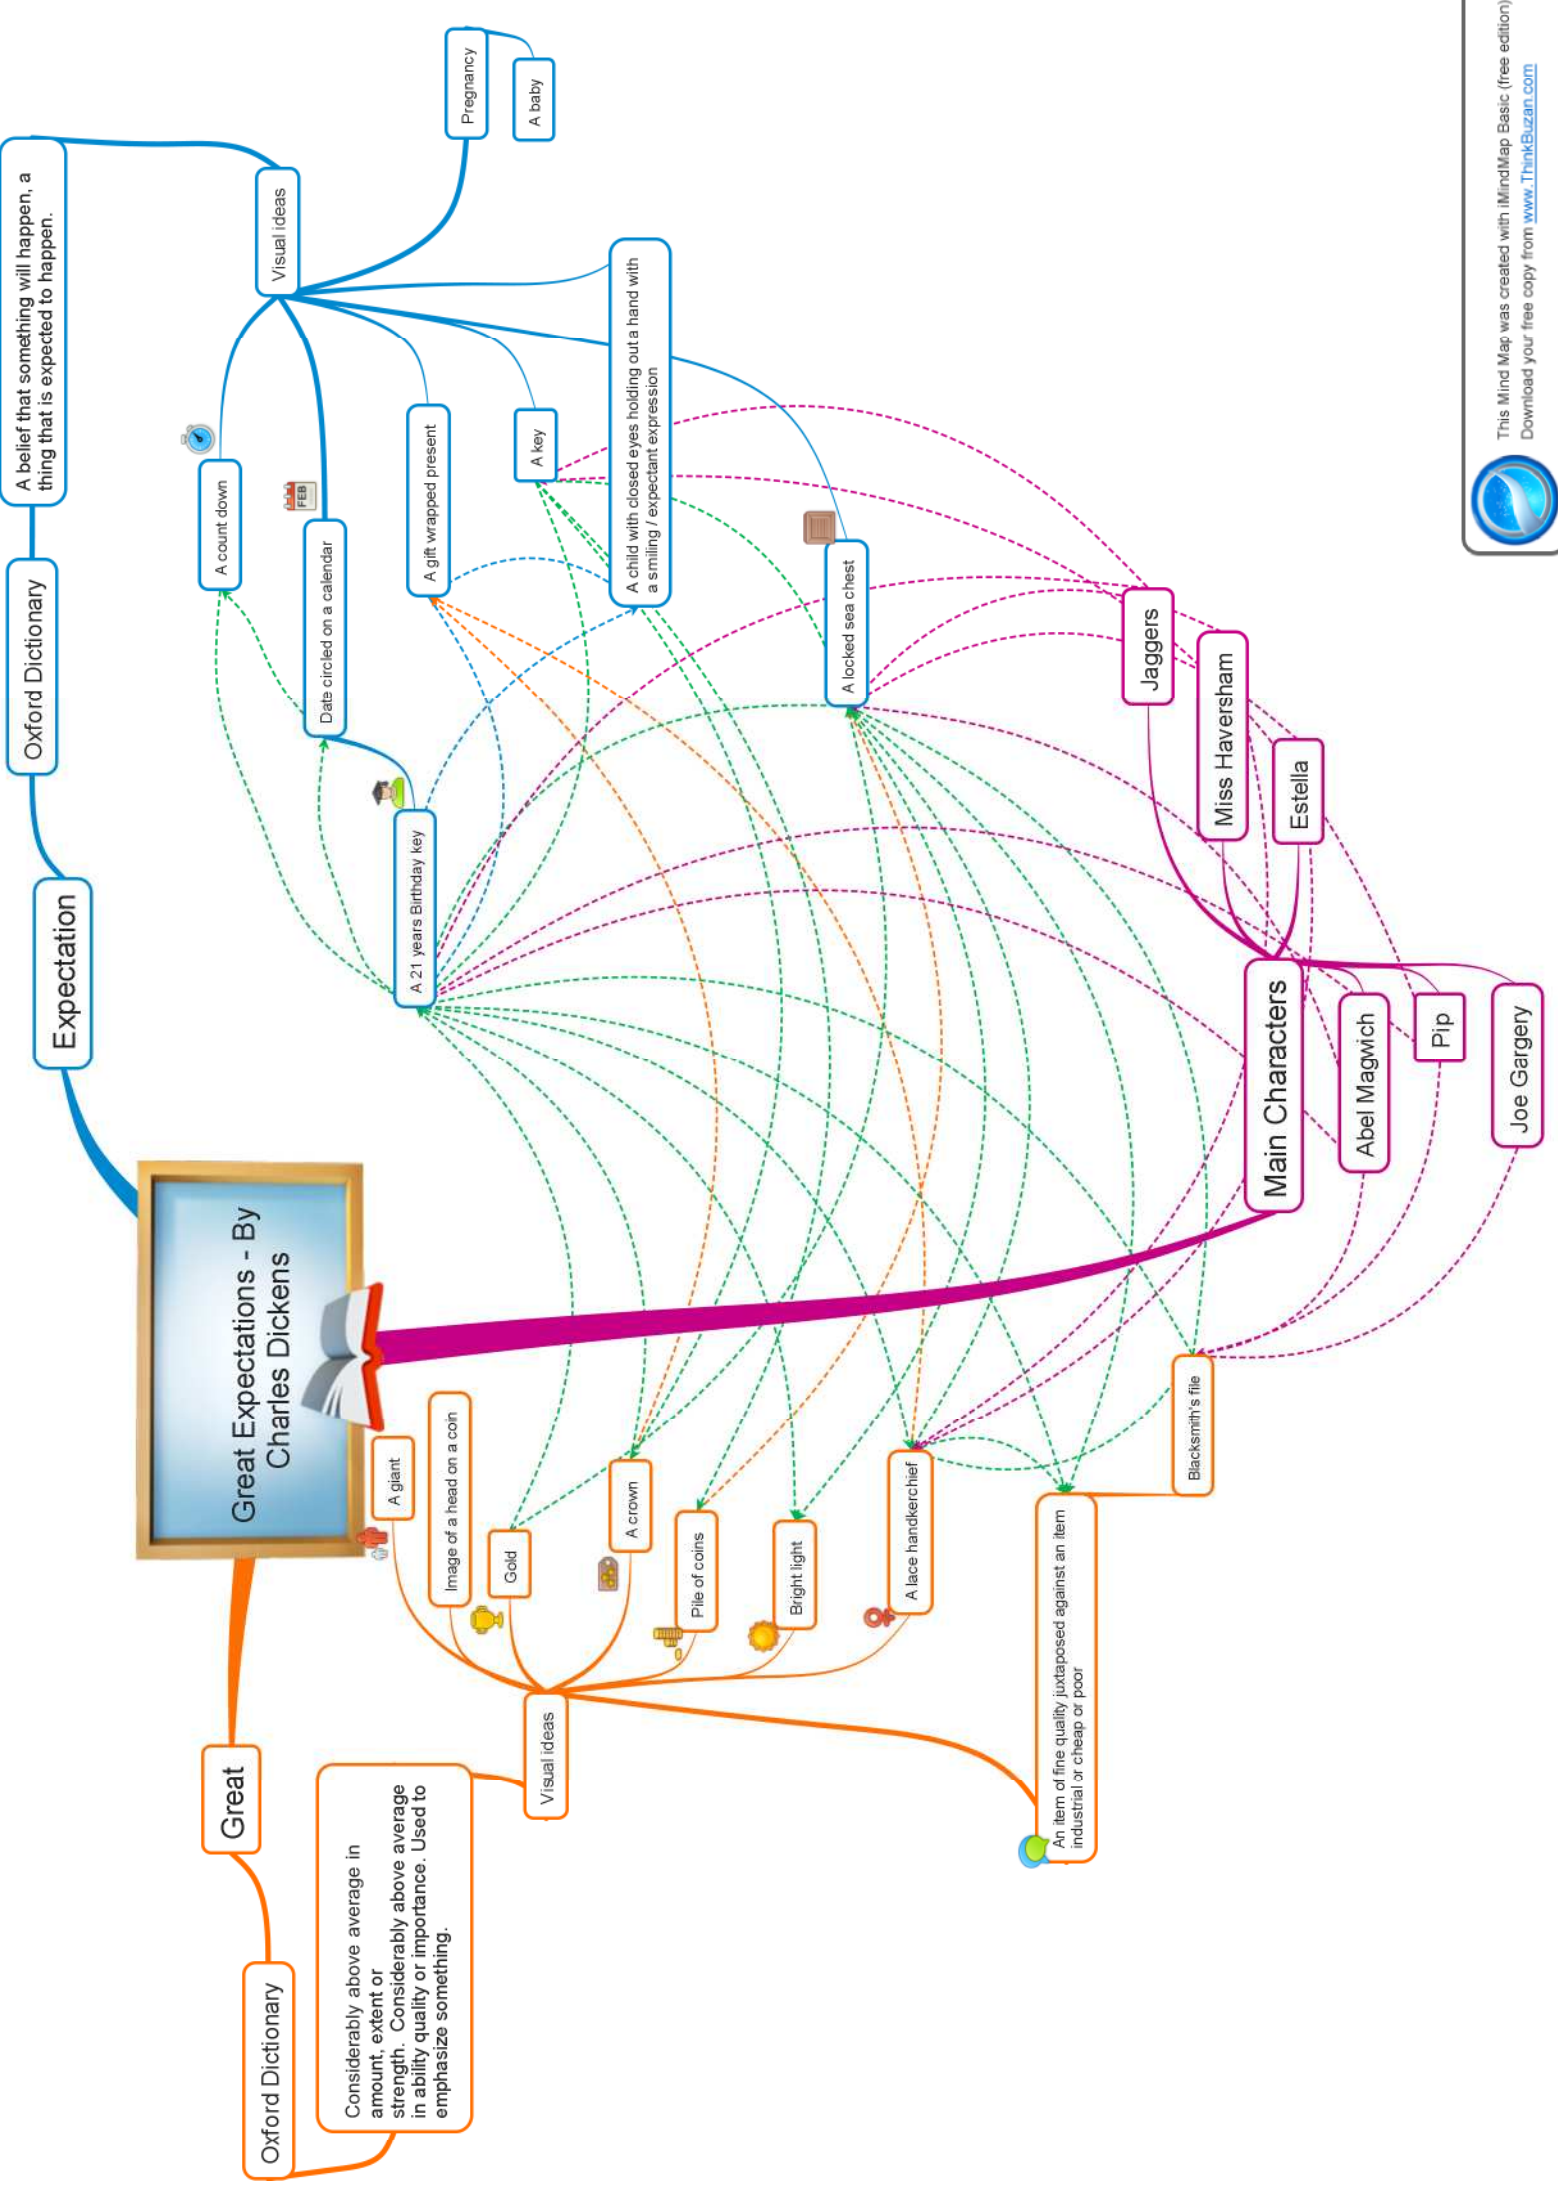 Great Expectations - By
Charles Dickens
Expectation
Oxford Dictionary
A belief that something will happen, a
thing that is expected to happen.
Visual ideas
A count down
Date circled on a calendar
FEB
A 21 years Birthday key
A gift wrapped present
A key
A child with closed eyes holding out a hand with
a smiling / expectant expression
A locked sea chest
Pregnancy
A baby
Great
Oxford Dictionary
Considerably above average in
amount, extent or
strength. Considerably above average
in ability quality or importance. Used to
emphasize something.
Visual ideas
A giant
Image of a head on a coin
Gold
A crown
Pile of coins
Bright light
A lace handkerchief
An item of fine quality juxtaposed against an item
industrial or cheap or poor
Blacksmith's file
Main Characters
Jaggers
Miss Haversham
Estella
Abel Magwich
Pip
Joe Gargery
This Mind Map was created with iMindMap Basic (free edition)
Download your free copy from www.ThinkBuzan.com